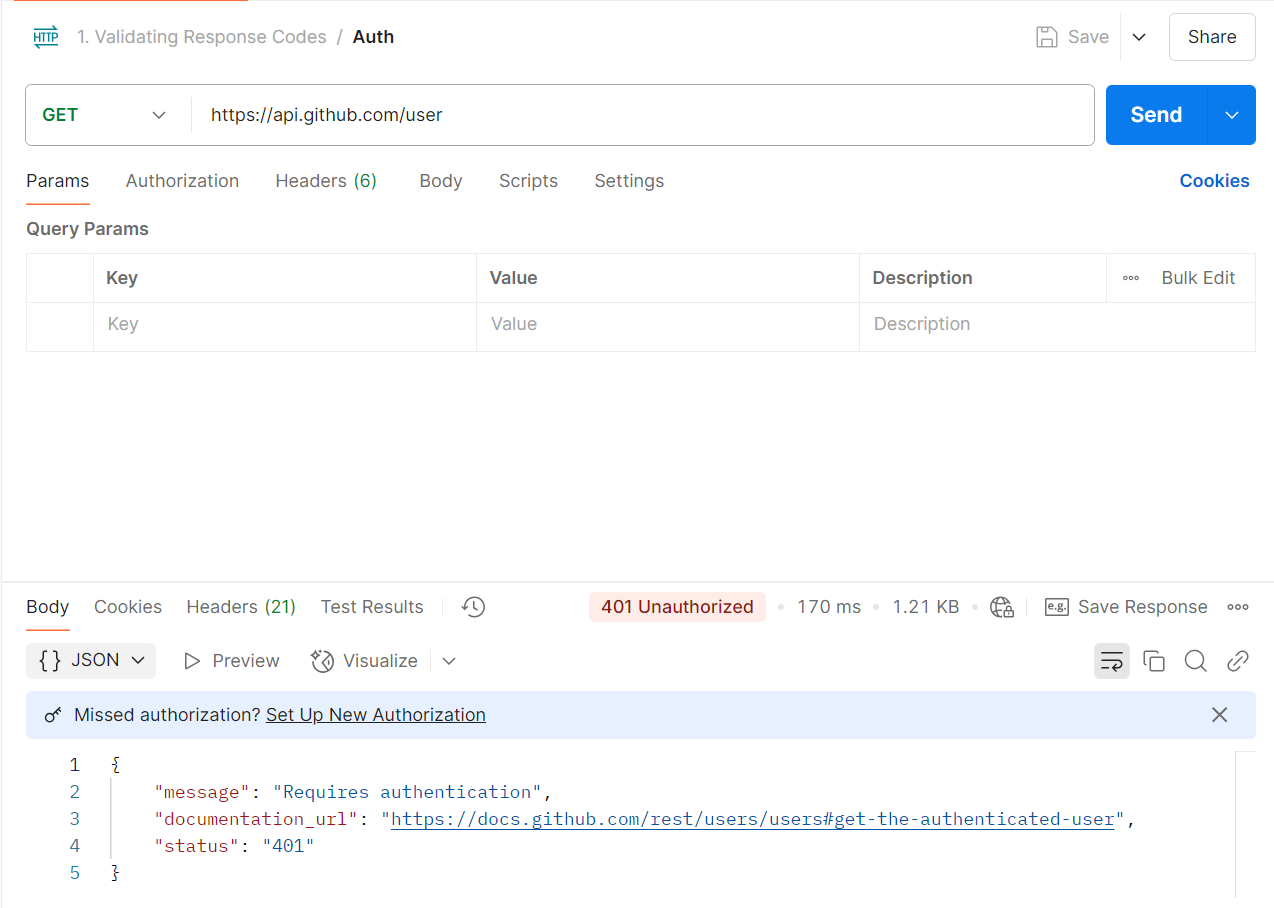 HTTP 1. Validating Response Codes / Auth Save Share
GET https://api.github.com/user Send
Params Authorization Headers (6) Body Scripts Settings Cookies
Query Params
Key Value Description Bulk Edit
Key Value Description
Body Cookies Headers (21) Test Results 401 Unauthorized • 170 ms • 1.21 KB • e.g. Save Response
{} JSON Preview Visualize
Missed authorization? Set Up New Authorization
1 {
2 "message": "Requires authentication",
3 "documentation_url": "https://docs.github.com/rest/users/users#get-the-authenticated-user",
4 "status": "401"
5 }